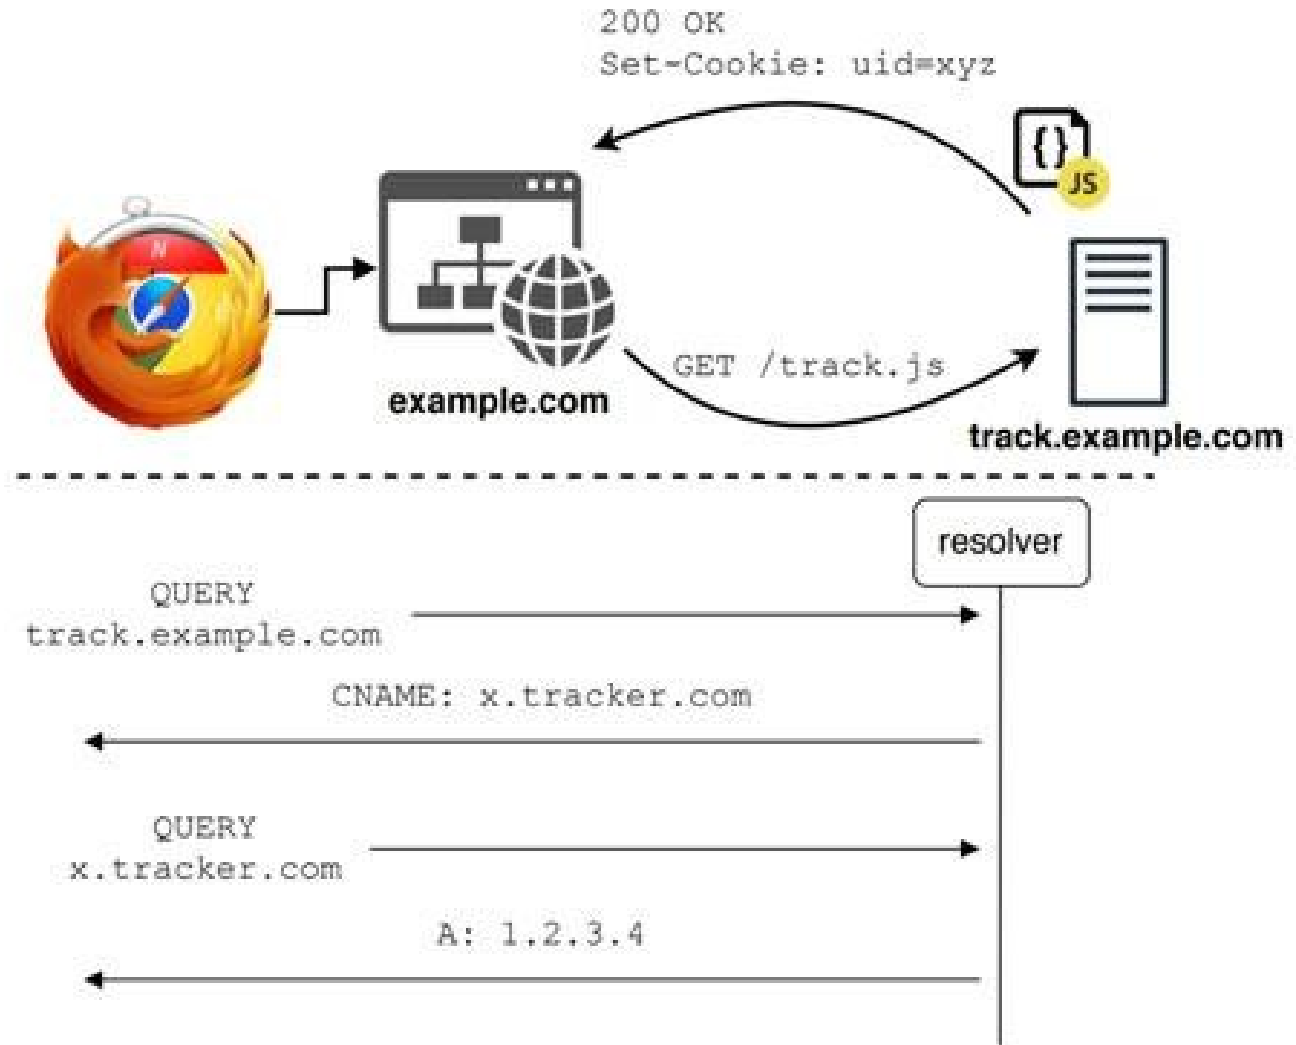 200 OK
Set-Cookie: uid=xyz
{}
JS
N
example.com
GET /track.js
track.example.com
resolver
QUERY
track.example.com
CNAME: x.tracker.com
QUERY
x.tracker.com
A: 1.2.3.4